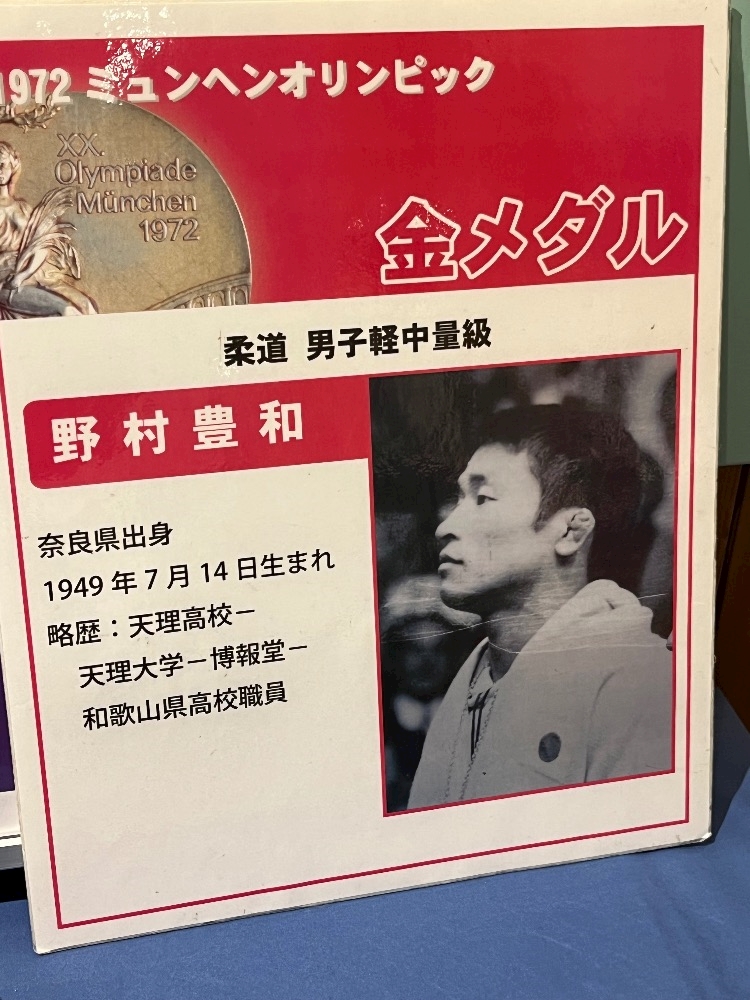 1972 ミュンヘンオリンピック
XX.
Olympiade
München
1972
金メダル
柔道 男子軽中量級
野村豊和
奈良県出身
1949年7月14日生まれ
略歴：天理高校－
天理大学－博報堂－
和歌山県高校職員